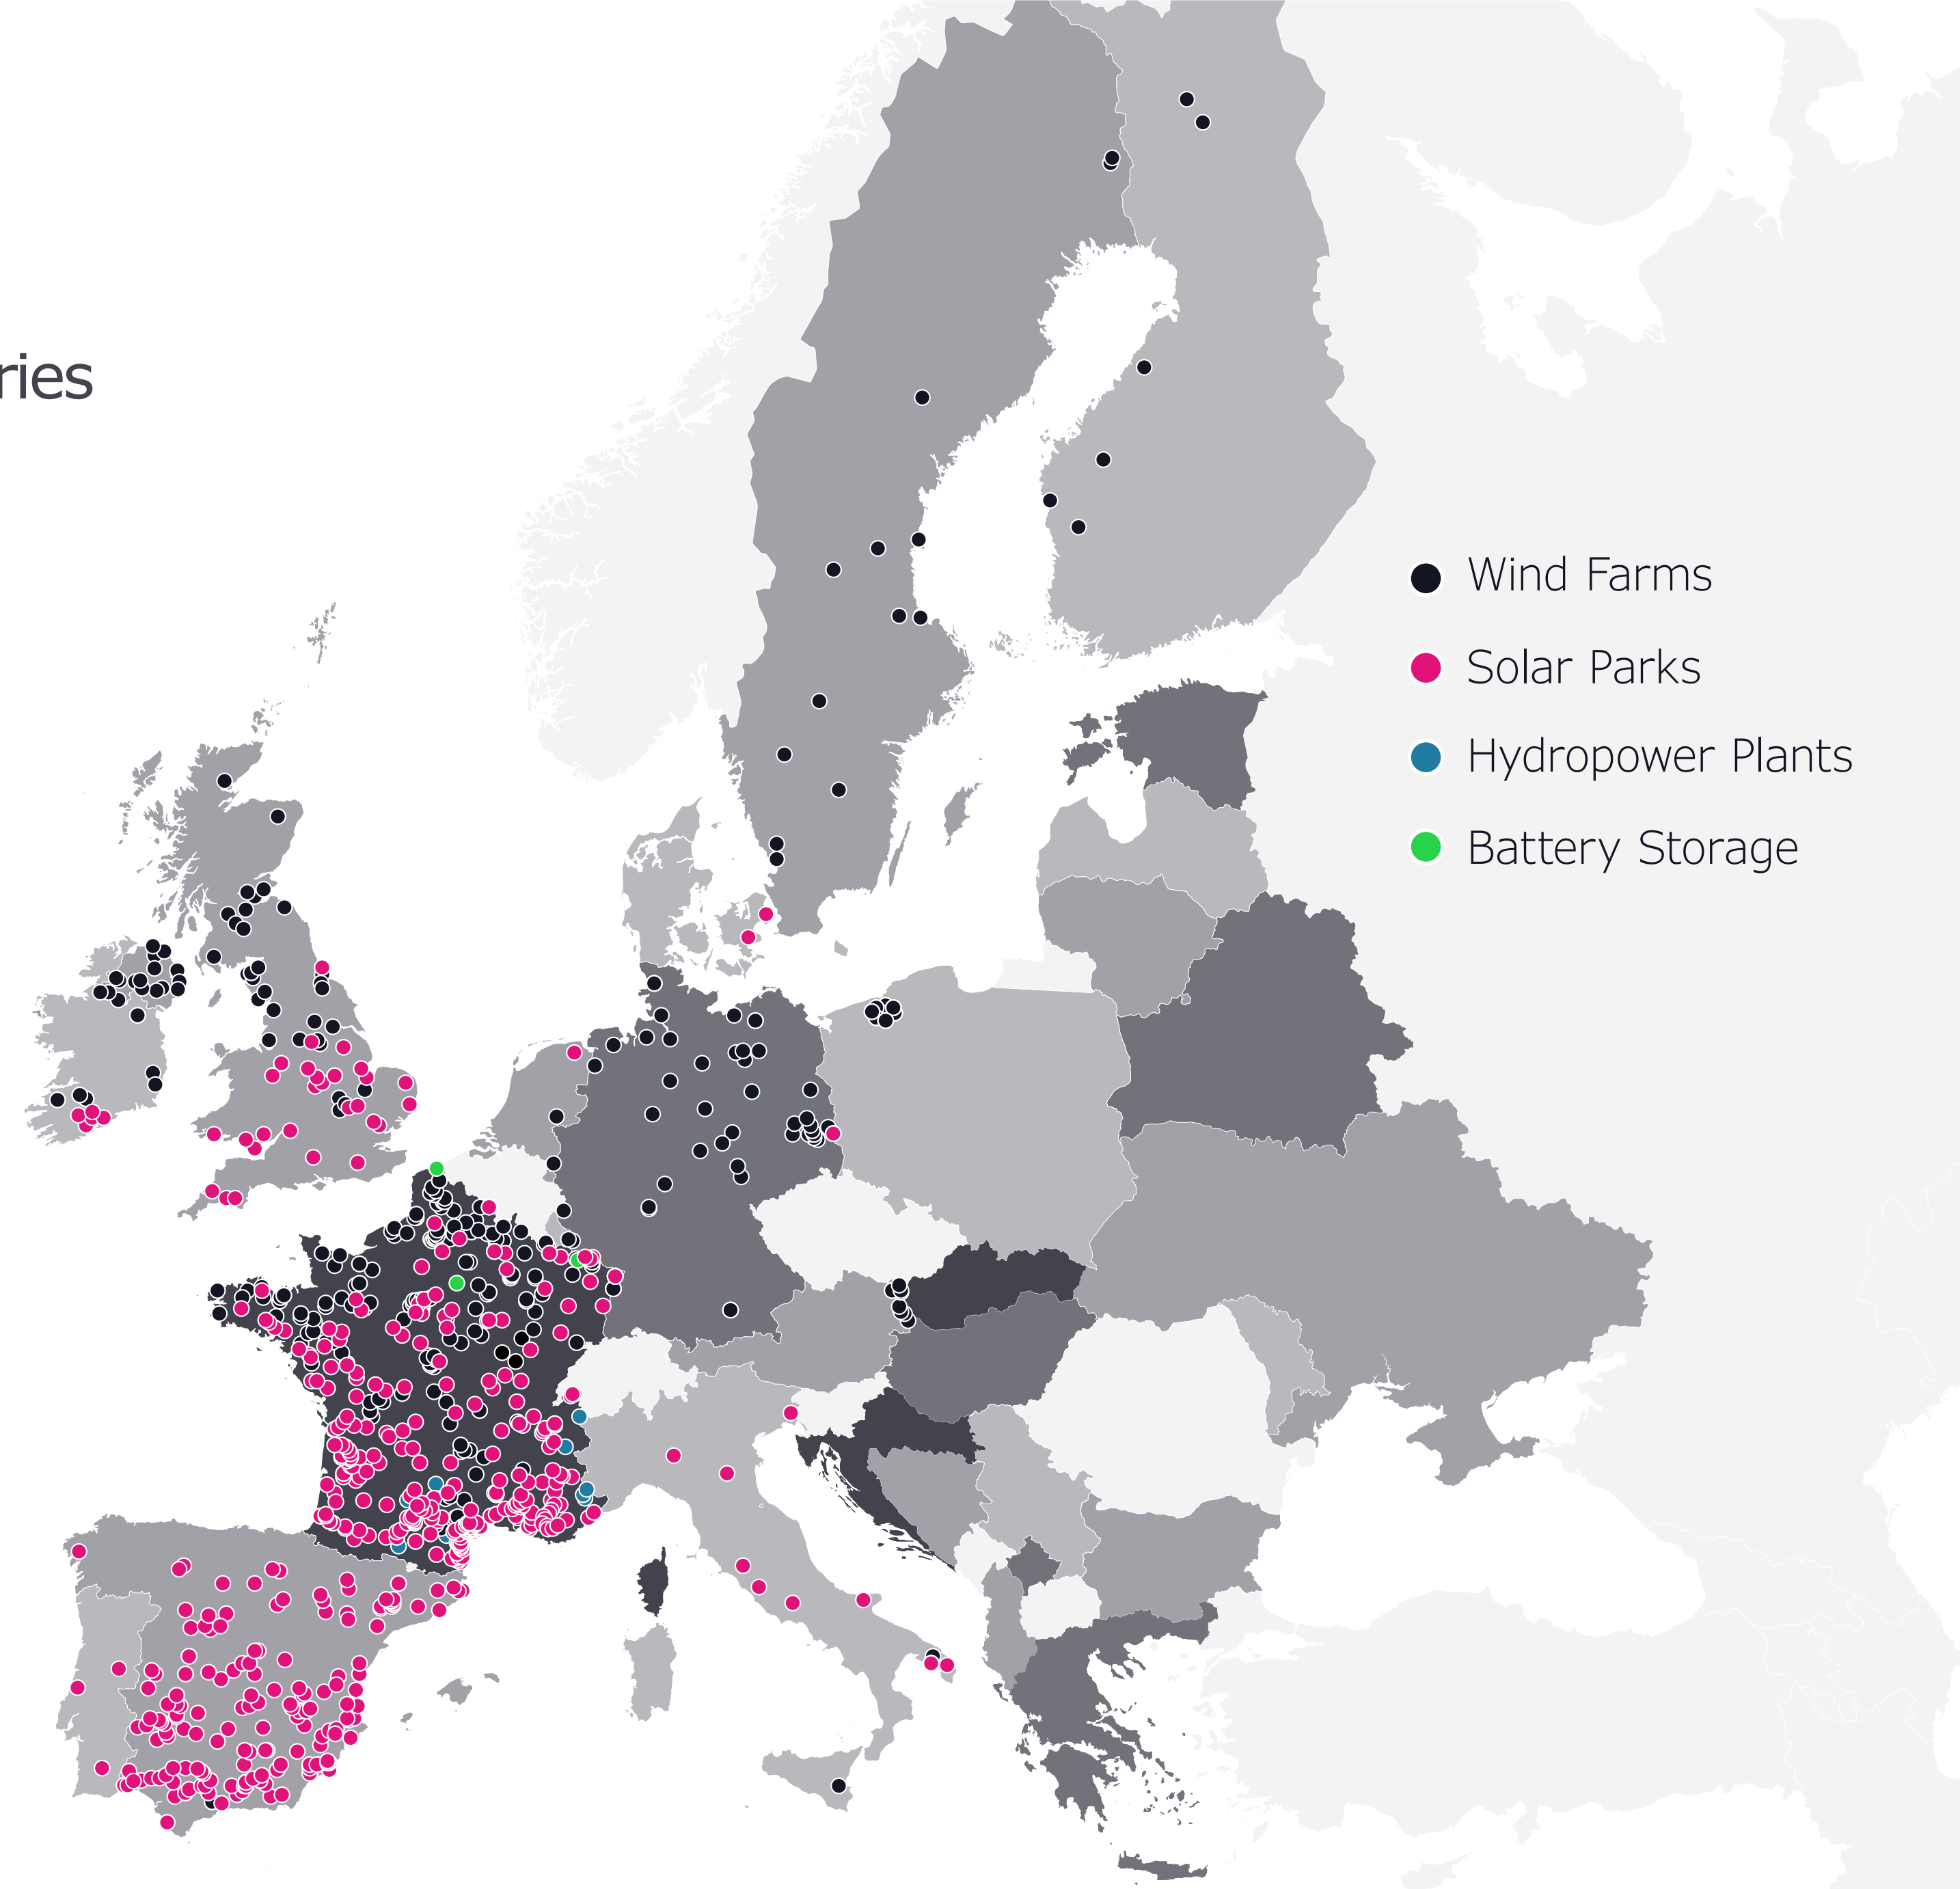 ries
Wind Farms
Solar Parks
Hydropower Plants
Battery Storage